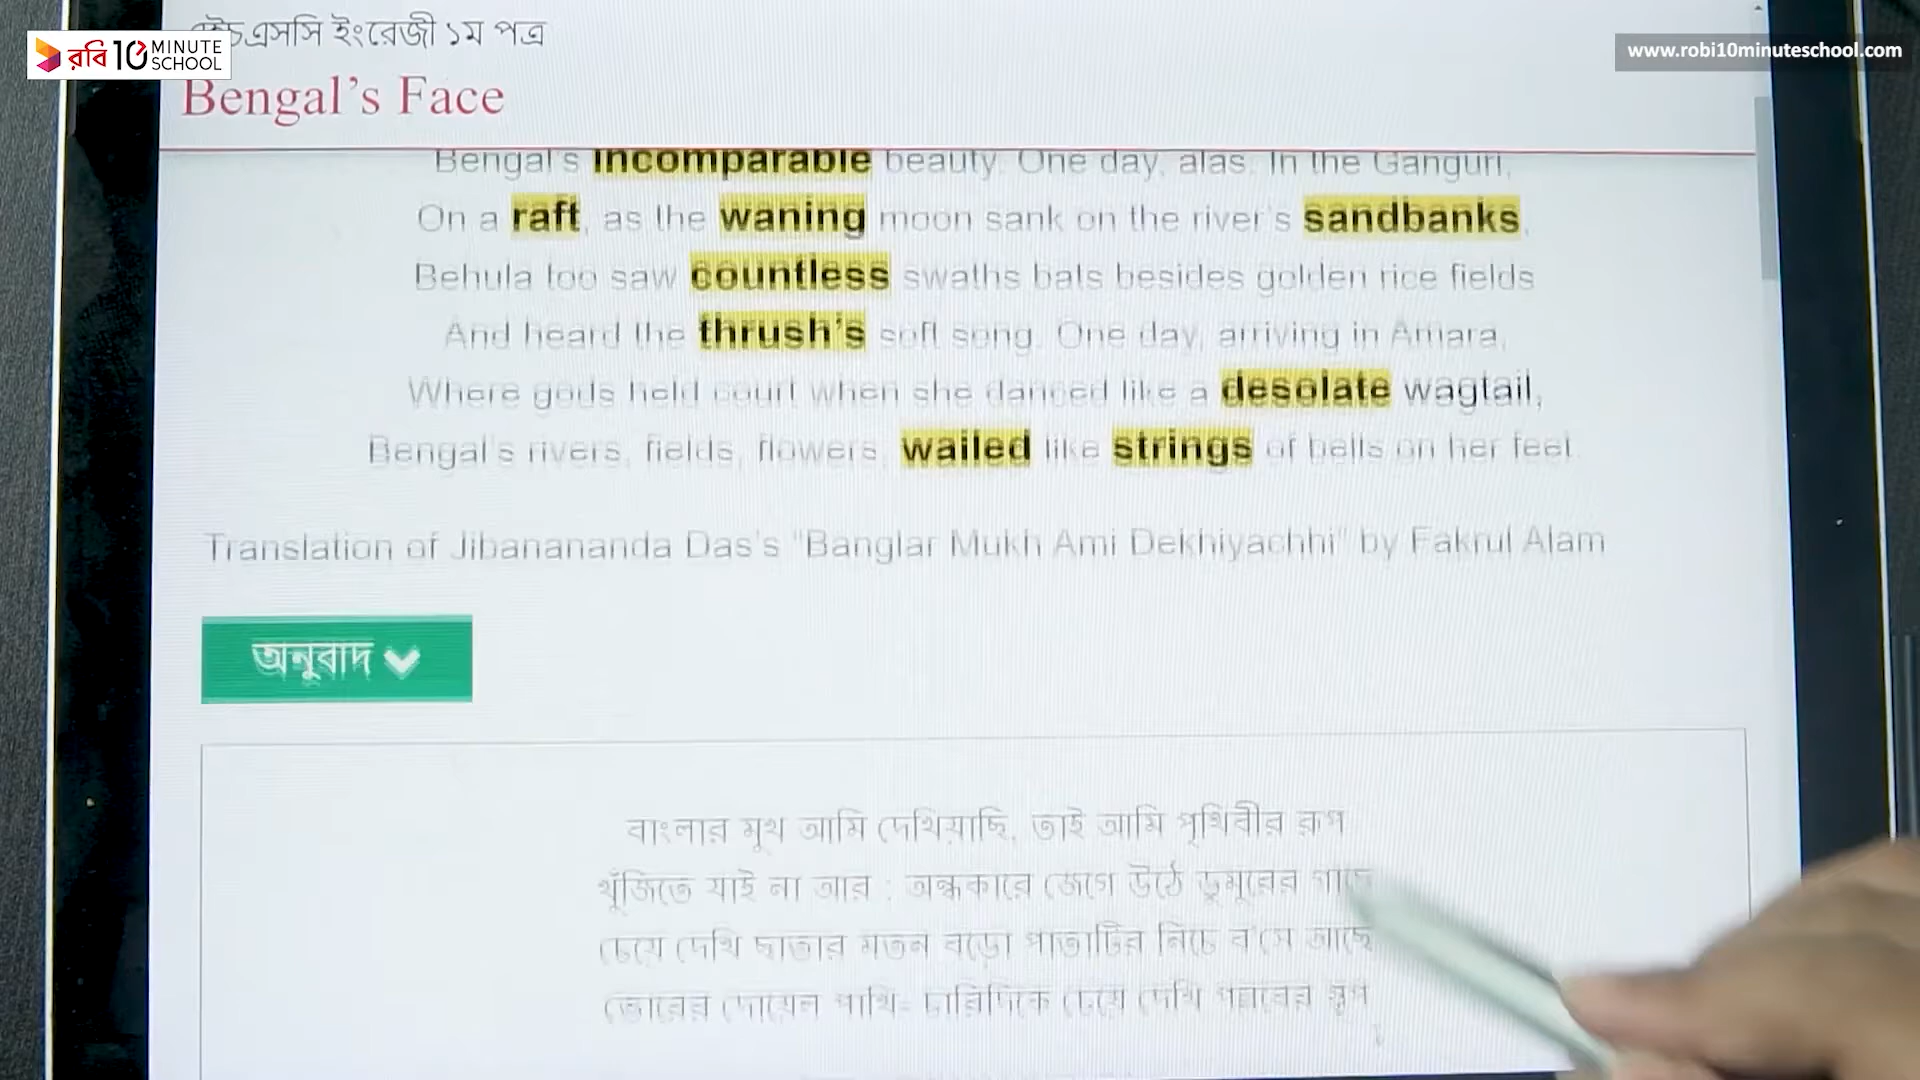 এইচএসসি ইংরেজী ১ম পত্র
রবি 10 MINUTE SCHOOL
www.robi10minuteschool.com
Bengal's Face
Bengal's incomparable beauty. One day, alas. In the Ganguri,
On a raft, as the waning moon sank on the river's sandbanks,
Behula too saw countless swaths bats besides golden rice fields
And heard the thrush's soft song. One day, arriving in Amara,
Where gods held court when she danced like a desolate wagtail,
Bengal's rivers, fields, flowers, wailed like strings of bells on her feet.
Translation of Jibanananda Das's "Banglar Mukh Ami Dekhiyachhi" by Fakrul Alam
অনুবাদ
বাংলার মুখ আমি দেখিয়াছি, তাই আমি পৃথিবীর রূপ
খুঁজিতে যাই না আর : অন্ধকারে জেগে উঠে ডুমুরের গাছে
চেয়ে দেখি ছাতার মতন বড়ো পাতাটির নিচে ব'সে আছে
ভোরের দোয়েল পাখি- চারিদিকে চেয়ে দেখি পল্লবের স্তূপ